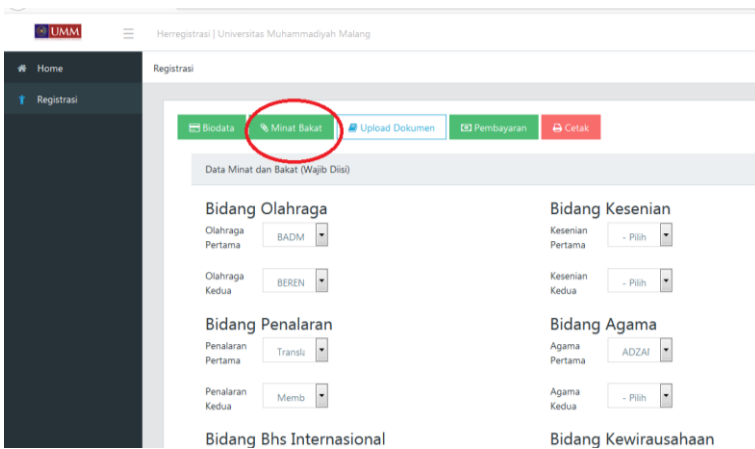 UMM
Herregistrasi | Universitas Muhammadiyah Malang
Home
Registrasi
Registrasi
Biodata Minat Bakat Upload Dokumen Pembayaran Cetak
Data Minat dan Bakat (Wajib Diisi)
Bidang Olahraga
Olahraga
Pertama
BADM
Olahraga
Kedua
BEREN
Bidang Kesenian
Kesenian
Pertama
- Pilih
Kesenian
Kedua
- Pilih
Bidang Penalaran
Penalaran
Pertama
Transla
Penalaran
Kedua
Memb
Bidang Agama
Agama
Pertama
ADZAI
Agama
Kedua
- Pilih
Bidang Bhs Internasional
Bidang Kewirausahaan